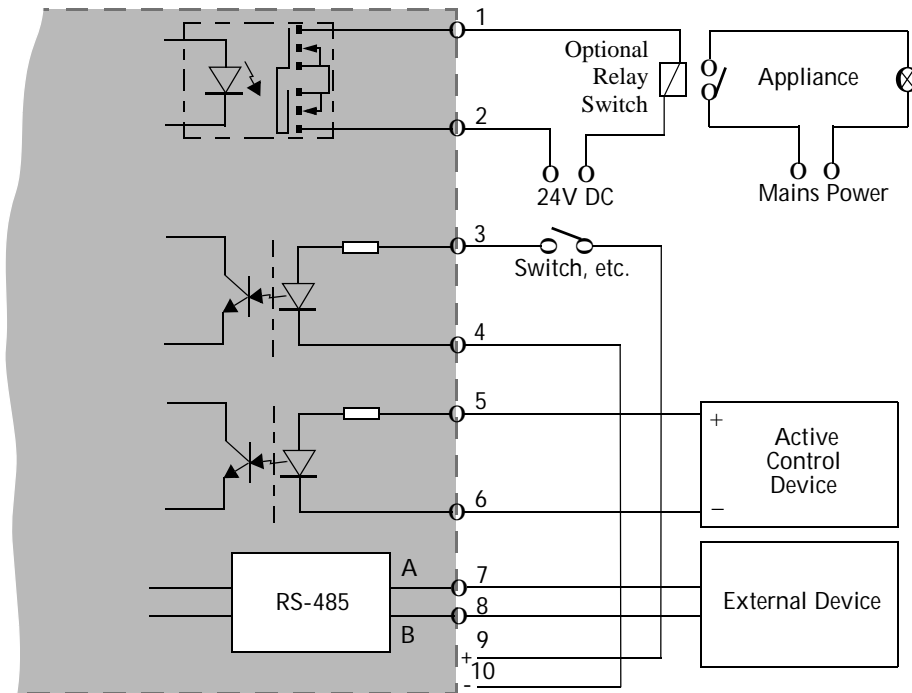 1
Optional
Relay
Switch
Appliance
2
24V DC
Mains Power
3
Switch, etc.
4
5
+
Active
Control
Device
6
−
A
7
RS-485
External Device
8
B
9
+
10
-